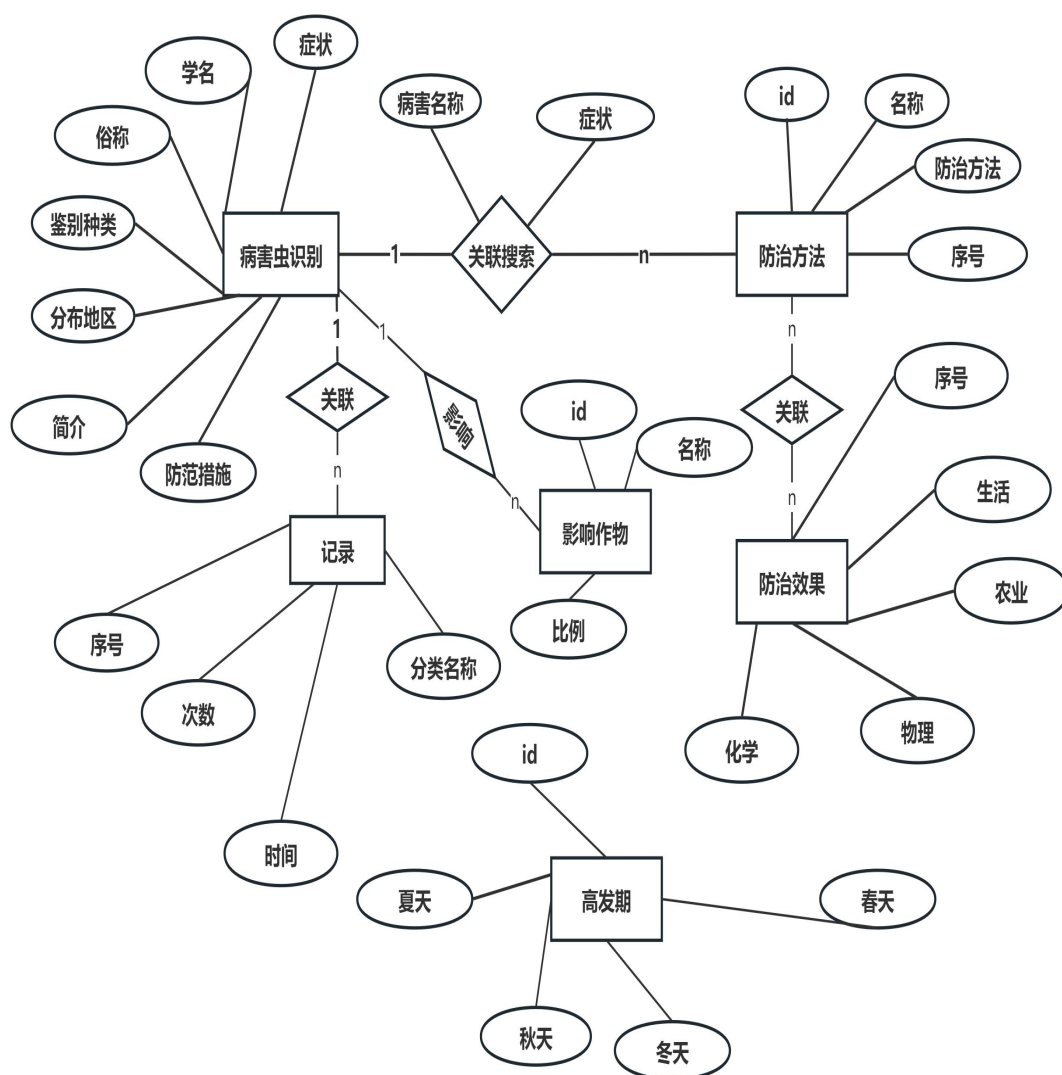 症状
学名
病害名称
id
名称
症状
俗称
防治方法
鉴别种类
病害虫识别
1
关联搜索
n
防治方法
序号
分布地区
1
1
n
序号
关联
影响
id
关联
简介
名称
防范措施
n
n
n
生活
记录
影响作物
防治效果
农业
序号
比例
分类名称
次数
物理
化学
id
时间
夏天
高发期
春天
秋天
冬天